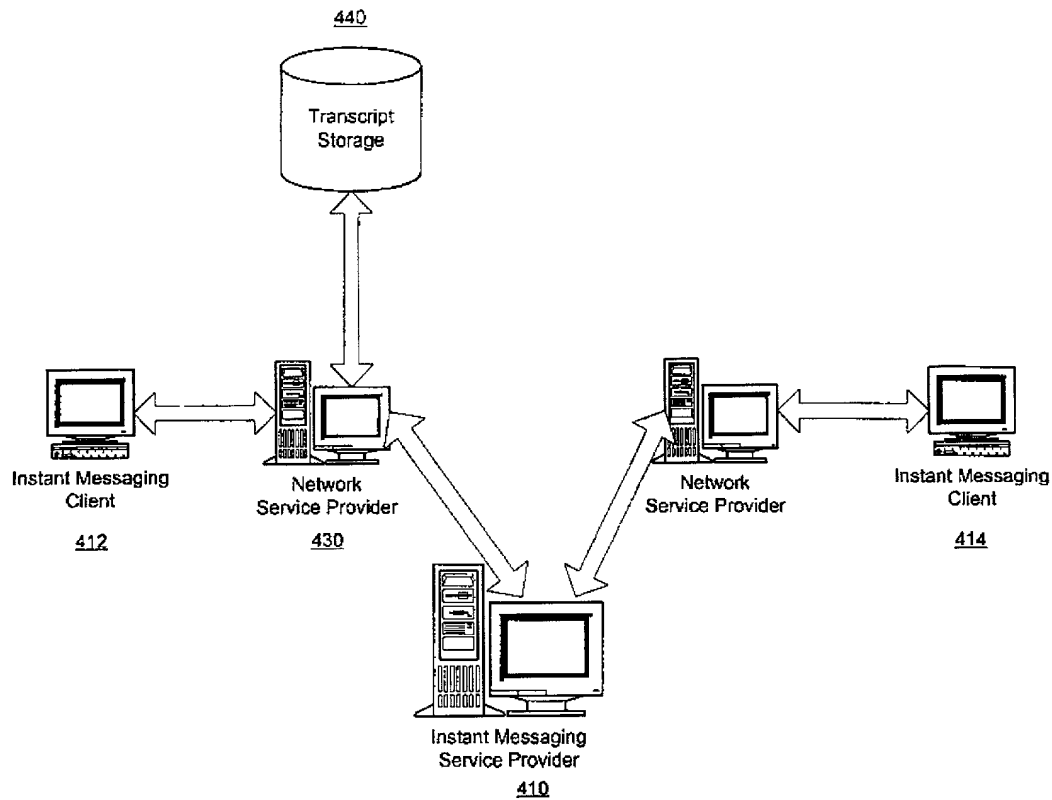 440
Transcript
Storage
Instant Messaging
Client
412
Network
Service Provider
430
Network
Service Provider
Instant Messaging
Client
414
Instant Messaging
Service Provider
410